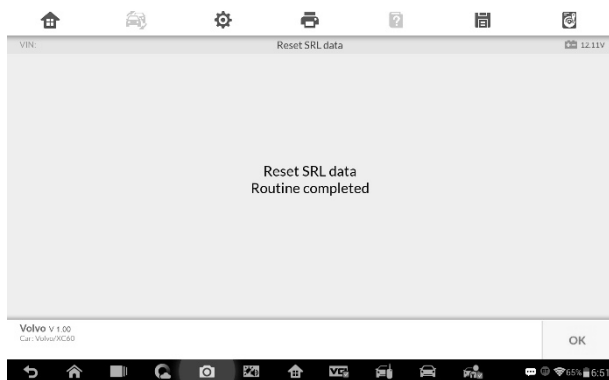 VIN:
Reset SRL data
12.11V
Reset SRL data
Routine completed
Volvo V 1.00
Car: Volvo/XC60
OK
65% 6:51